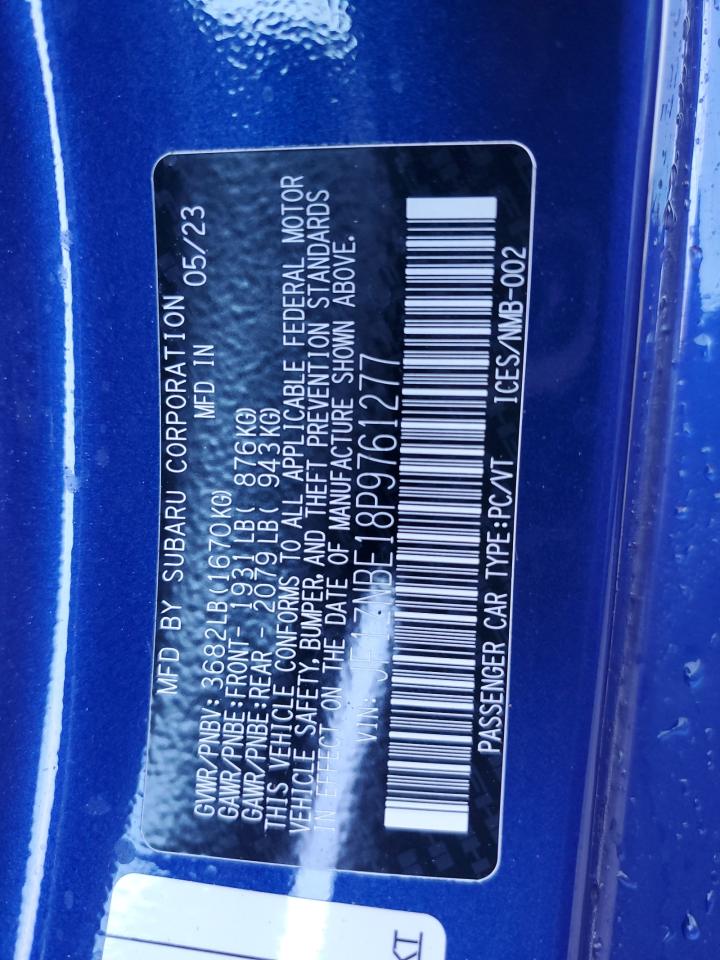 MFD BY SUBARU CORPORATION
MFD IN 05/23
GVWR/PNBV: 3682LB(1670KG)
GAWR/PNBE:FRONT- 1931LB( 876KG)
GAWR/PNBE:REAR - 2079LB( 943KG)
THIS VEHICLE CONFORMS TO ALL APPLICABLE FEDERAL MOTOR
VEHICLE SAFETY, BUMPER, AND THEFT PREVENTION STANDARDS
IN EFFECT ON THE DATE OF MANUFACTURE SHOWN ABOVE.
VIN: JF1ZNBE18P9761277
PASSENGER CAR TYPE:PC/VT ICES/NMB-002